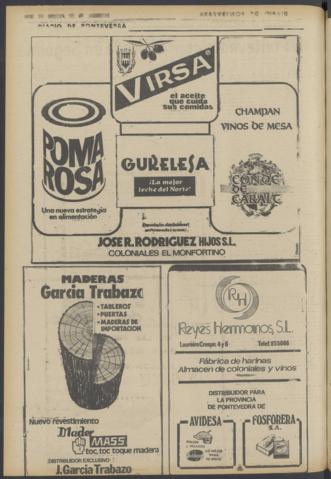 DIARIO DE PONTEVEDRA
VIRSA
el aceite
que cuida
sus comidas
POMA
ROSA
Una nueva estrategia
en alimentación
GURELESA
¡La mejor
leche del Norte!
CHAMPAN
VINOS DE MESA
CONDE
DE
CARALT
JOSE R. RODRIGUEZ HIJOS S.L.
COLONIALES EL MONFORTINO
MADERAS
Garcia Trabazo
• TABLEROS
• PUERTAS
• MADERAS DE
IMPORTACION
Nuevo revestimiento
Mader
MASS
toc, toc toque madera
DISTRIBUIDOR EXCLUSIVO
J. Garcia Trabazo
RH
Reyes Hermanos, S.L.
Fábrica de harinas
Almacen de coloniales y vinos
DISTRIBUIDOR PARA
LA PROVINCIA
DE PONTEVEDRA DE
AVIDESA
FOSFORERA
S.A.